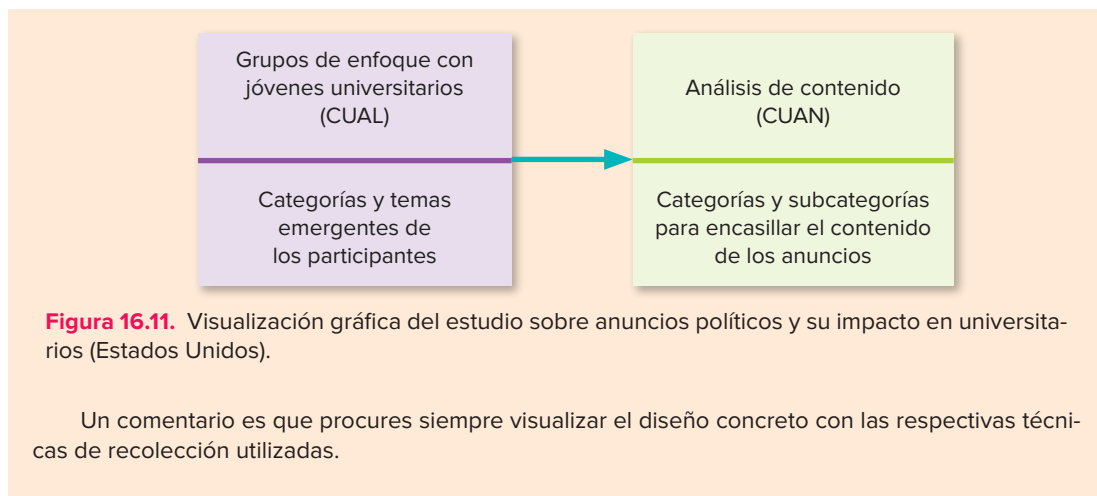 Grupos de enfoque con
jóvenes universitarios
(CUAL)
Categorías y temas
emergentes de
los participantes
Análisis de contenido
(CUAN)
Categorías y subcategorías
para encasillar el contenido
de los anuncios
Figura 16.11. Visualización gráfica del estudio sobre anuncios políticos y su impacto en universita-
rios (Estados Unidos).
Un comentario es que procures siempre visualizar el diseño concreto con las respectivas técni-
cas de recolección utilizadas.